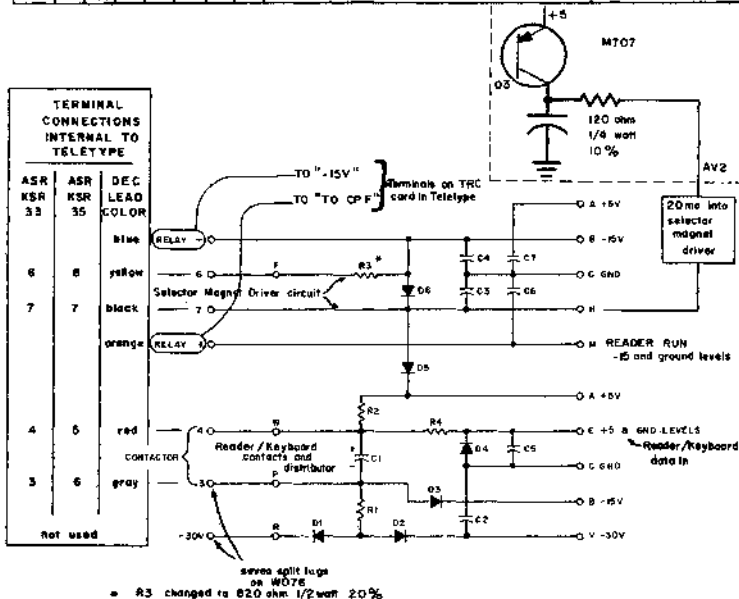 +5
M707
Q3
120 ohm
1/4 watt
10%
AV2
20 ma into
selector
magnet
driver
TERMINAL
CONNECTIONS
INTERNAL TO
TELETYPE
ASR
KSR
33
ASR
KSR
35
DEC
LEAD
COLOR
TO "-15V"
TO "TO CPF"
Terminals on TRC
card in Teletype
A +5V
blue
RELAY -
B -15V
C4
C7
6
8
yellow
6
F
R3 *
C GND
Selector Magnet Driver circuit
D6
C3
C6
7
7
black
7
H
orange
RELAY +
M READER RUN
-15 and ground levels
D5
A +5V
R2
4
5
red
4
R4
E +5 & GND LEVELS
Reader/Keyboard
data in
CONTACTOR
Reader/Keyboard
contacts and
distributor
C1
D4
C5
C GND
3
6
gray
3
P
D3
B -15V
R1
C2
not used
-30V
R
D1
D2
V -30V
seven split lugs
on W076
* R3 changed to 820 ohm 1/2 watt 20%